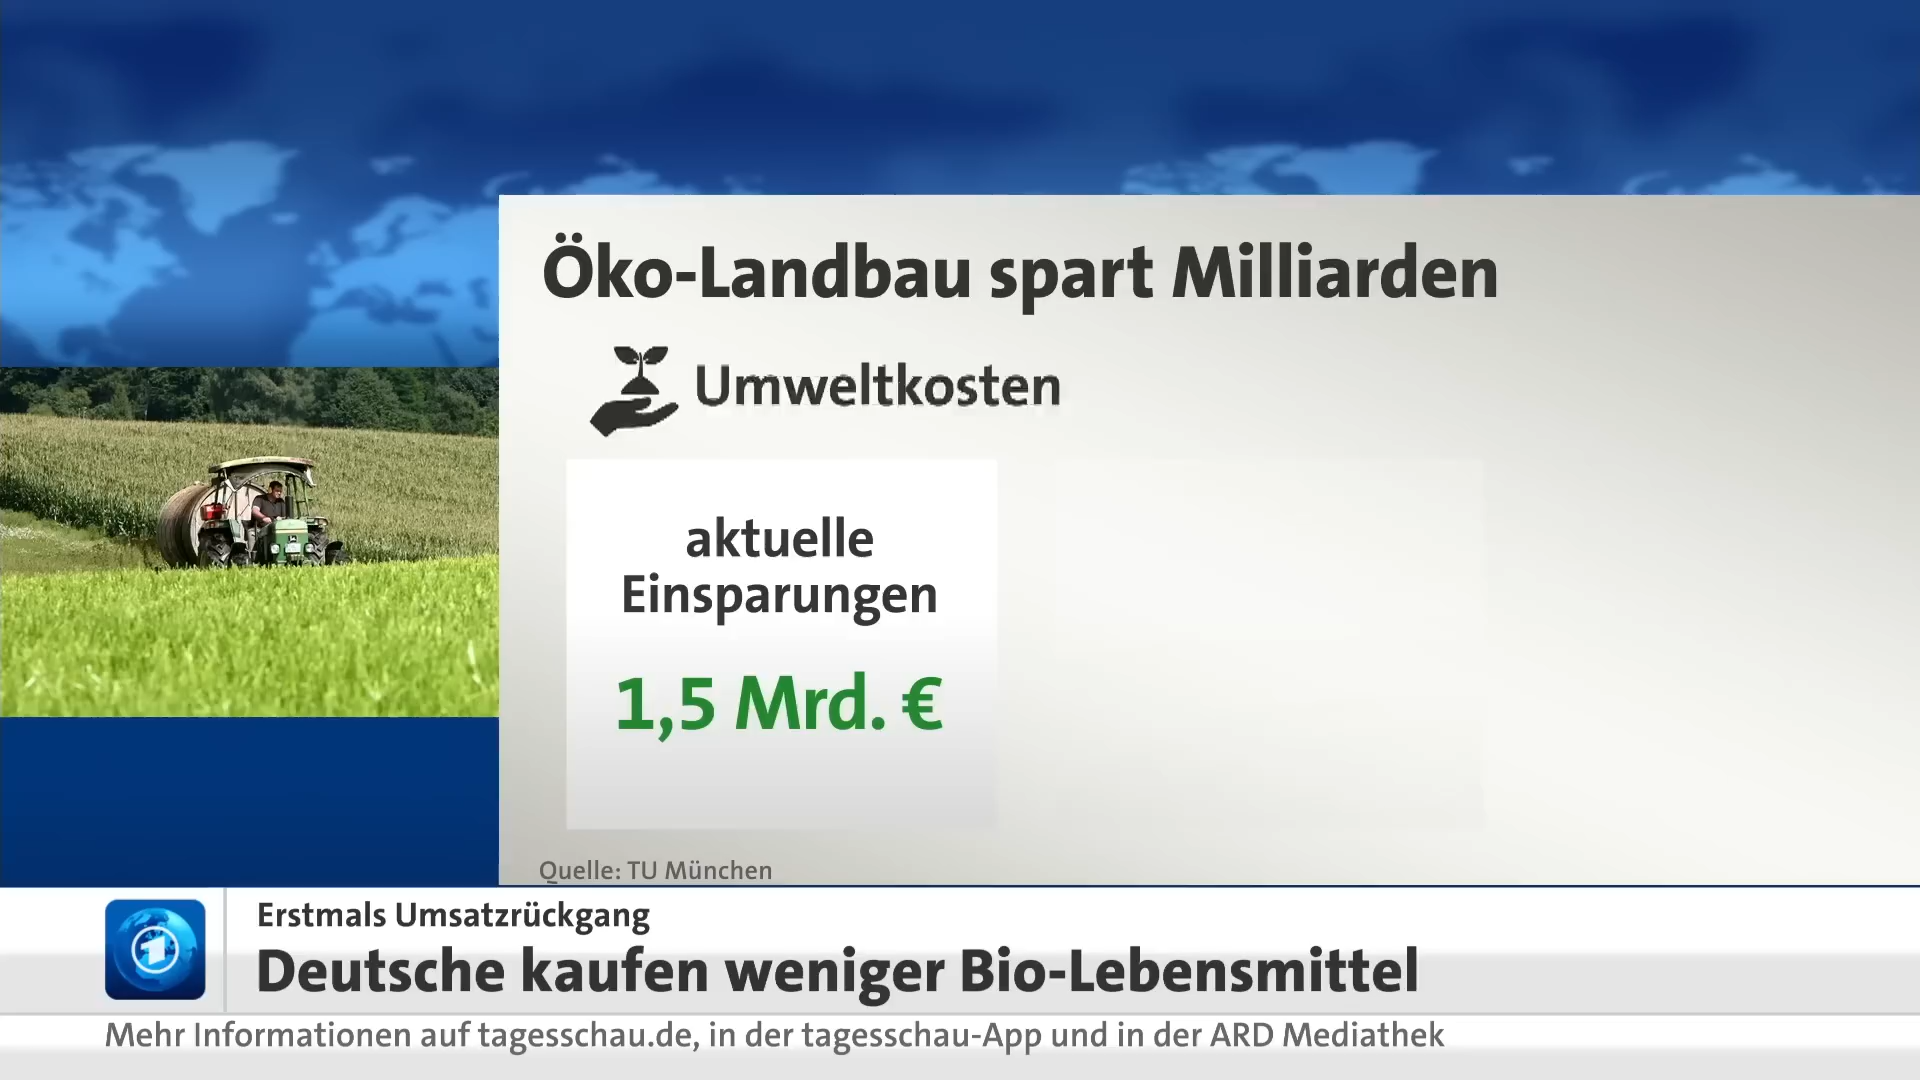 Öko-Landbau spart Milliarden
Umweltkosten
aktuelle
Einsparungen
1,5 Mrd. €
Quelle: TU München
1
Erstmals Umsatzrückgang
Deutsche kaufen weniger Bio-Lebensmittel
Mehr Informationen auf tagesschau.de, in der tagesschau-App und in der ARD Mediathek